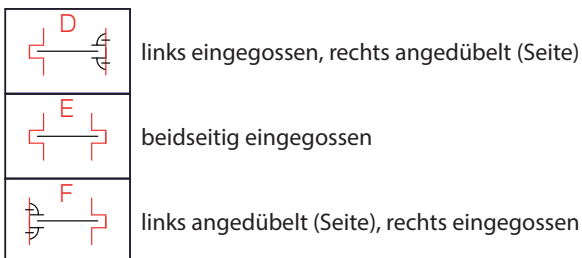 D
links eingegossen, rechts angedübelt (Seite)
E
beidseitig eingegossen
F
links angedübelt (Seite), rechts eingegossen